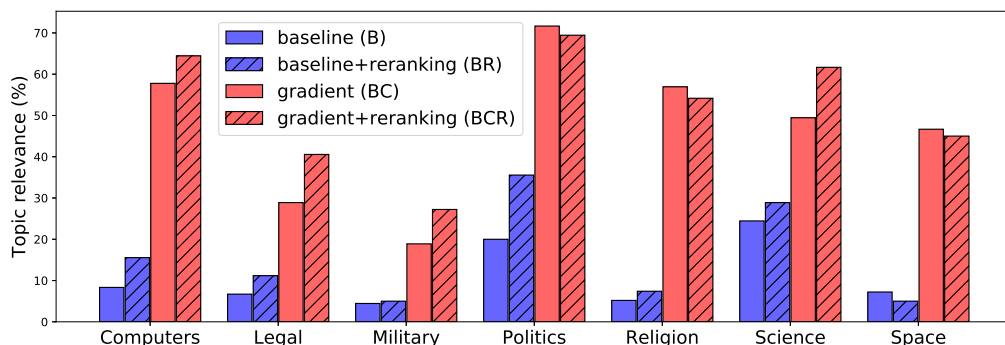 Topic relevance (%)
70
60
50
40
30
20
10
0
baseline (B)
baseline+reranking (BR)
gradient (BC)
gradient+reranking (BCR)
Computers Legal Military Politics Religion Science Space